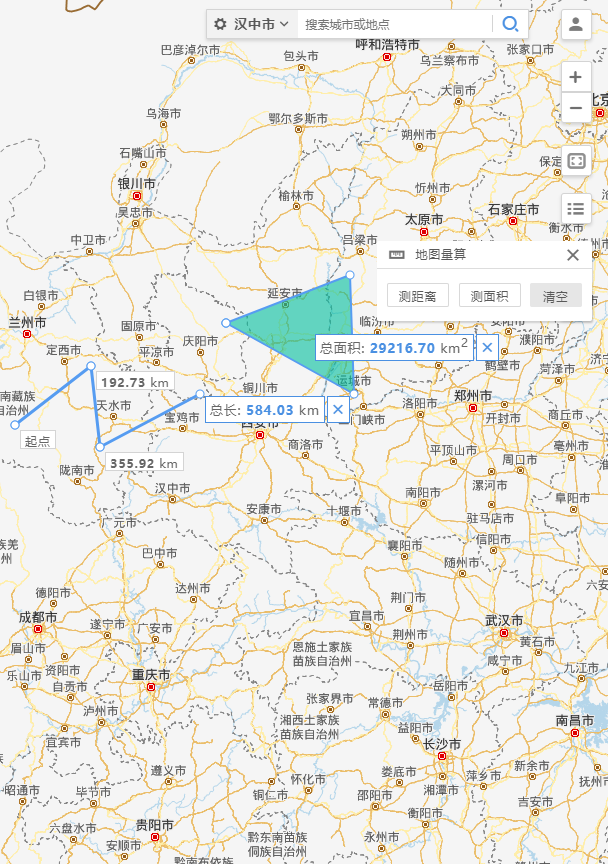 汉中市
搜索城市或地点
呼和浩特市
巴彦淖尔市
包头市
乌兰察布市
张家口市
大同市
乌海市
鄂尔多斯市
朔州市
石嘴山市
银川市
榆林市
忻州市
吴忠市
太原市
石家庄市
中卫市
吕梁市
衡水市
地图量算
测距离
测面积
清空
白银市
延安市
兰州市
固原市
临汾市
定西市
平凉市
庆阳市
总面积: 29216.70 km2
鹤壁市
濮阳市
菏泽市
192.73 km
铜川市
运城市
天水市
宝鸡市
总长: 584.03 km
西安市
洛阳市
郑州市
开封市
商丘市
起点
355.92 km
陇南市
商洛市
平顶山市
周口市
亳州市
汉中市
漯河市
安康市
十堰市
南阳市
驻马店市
阜阳市
广元市
巴中市
襄阳市
信阳市
随州市
达州市
德阳市
成都市
遂宁市
广安市
宜昌市
荆门市
荆州市
武汉市
黄石市
咸宁市
眉山市
恩施土家族
苗族自治州
乐山市
资阳市
自贡市
重庆市
九江市
岳阳市
张家界市
常德市
泸州市
湘西土家族
苗族自治州
益阳市
南昌市
宜宾市
长沙市
遵义市
新余市
昭通市
毕节市
铜仁市
怀化市
娄底市
湘潭市
萍乡市
邵阳市
吉安市
衡阳市
六盘水市
贵阳市
安顺市
黔东南苗族
侗族自治州
永州市